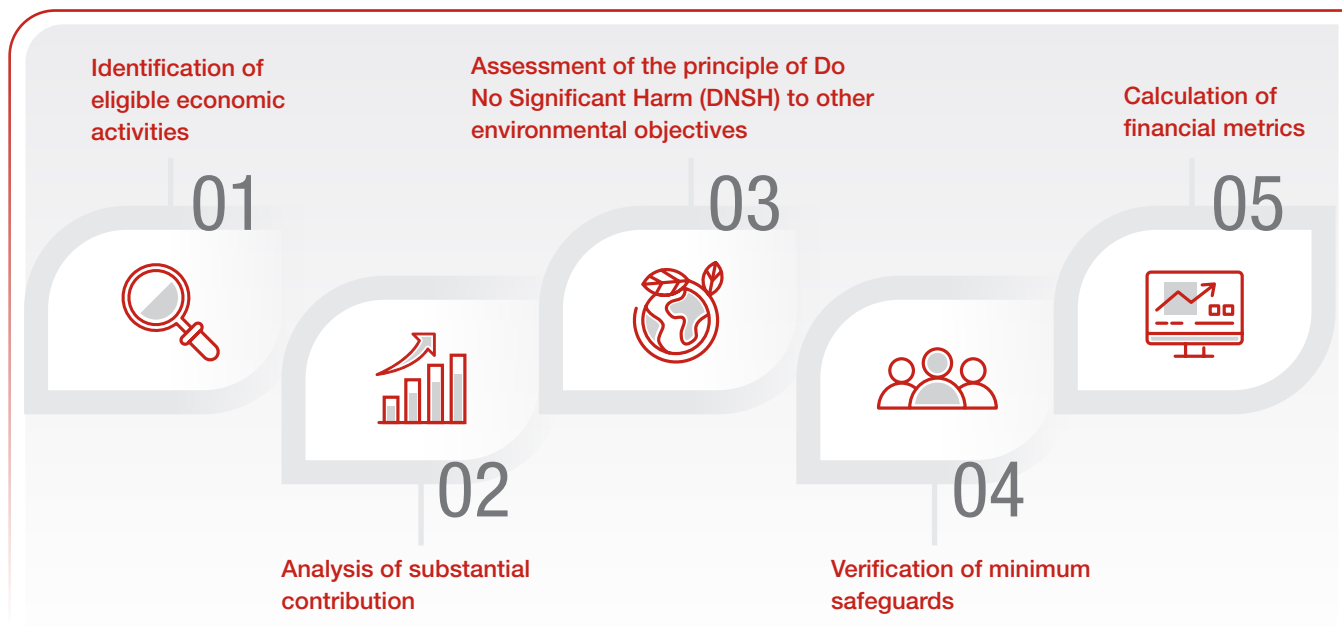 Identification of
eligible economic
activities
01
Analysis of substantial
contribution
02
Assessment of the principle of Do
No Significant Harm (DNSH) to other
environmental objectives
03
Verification of minimum
safeguards
04
Calculation of
financial metrics
05